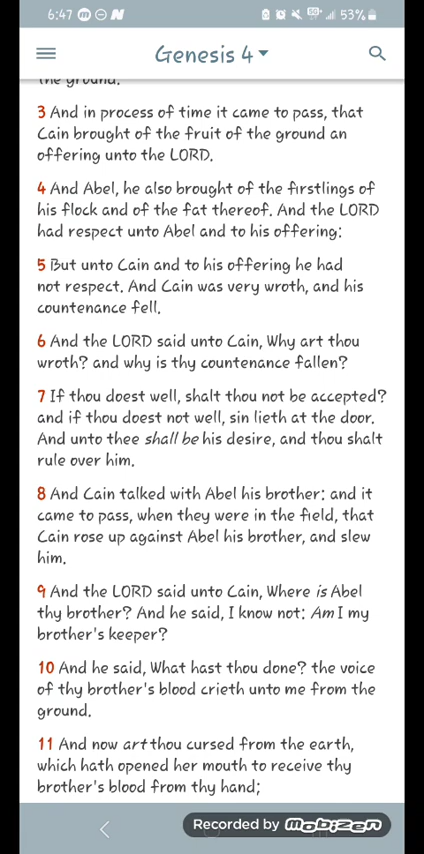 6:47
53%
Genesis 4
the ground.
3 And in process of time it came to pass, that
Cain brought of the fruit of the ground an
offering unto the LORD.
4 And Abel, he also brought of the firstlings of
his flock and of the fat thereof. And the LORD
had respect unto Abel and to his offering:
5 But unto Cain and to his offering he had
not respect. And Cain was very wroth, and his
countenance fell.
6 And the LORD said unto Cain, Why art thou
wroth? and why is thy countenance fallen?
7 If thou doest well, shalt thou not be accepted?
and if thou doest not well, sin lieth at the door.
And unto thee shall be his desire, and thou shalt
rule over him.
8 And Cain talked with Abel his brother: and it
came to pass, when they were in the field, that
Cain rose up against Abel his brother, and slew
him.
9 And the LORD said unto Cain, Where is Abel
thy brother? And he said, I know not: Am I my
brother's keeper?
10 And he said, What hast thou done? the voice
of thy brother's blood crieth unto me from the
ground.
11 And now art thou cursed from the earth,
which hath opened her mouth to receive thy
brother's blood from thy hand;
Recorded by mobizen